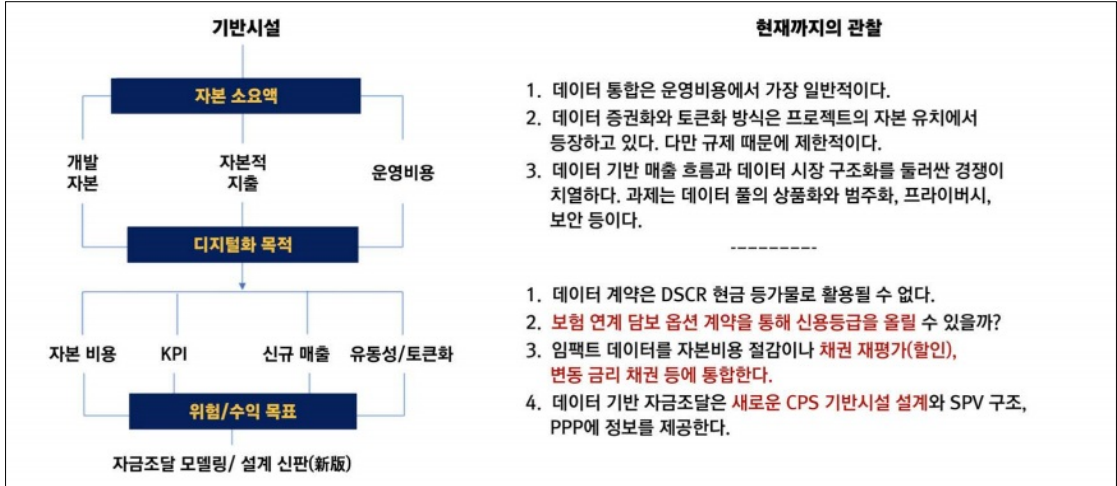 기반시설
자본 소요액
개발
자본
자본적
지출
운영비용
디지털화 목적
자본 비용
KPI
신규 매출
유동성/토큰화
위험/수익 목표
자금조달 모델링/ 설계 신판(新版)
현재까지의 관찰
1. 데이터 통합은 운영비용에서 가장 일반적이다.
2. 데이터 증권화와 토큰화 방식은 프로젝트의 자본 유치에서
등장하고 있다. 다만 규제 때문에 제한적이다.
3. 데이터 기반 매출 흐름과 데이터 시장 구조화를 둘러싼 경쟁이
치열하다. 과제는 데이터 풀의 상품화와 범주화, 프라이버시,
보안 등이다.
----------
1. 데이터 계약은 DSCR 현금 등가물로 활용될 수 없다.
2. 보험 연계 담보 옵션 계약을 통해 신용등급을 올릴 수 있을까?
3. 임팩트 데이터를 자본비용 절감이나 채권 재평가(할인),
변동 금리 채권 등에 통합한다.
4. 데이터 기반 자금조달은 새로운 CPS 기반시설 설계와 SPV 구조,
PPP에 정보를 제공한다.